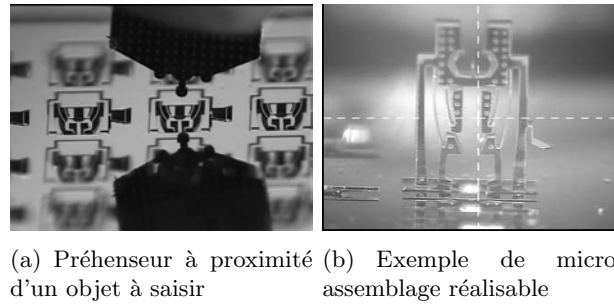 (a) Préhenseur à proximité
d'un objet à saisir
(b) Exemple de micro
assemblage réalisable